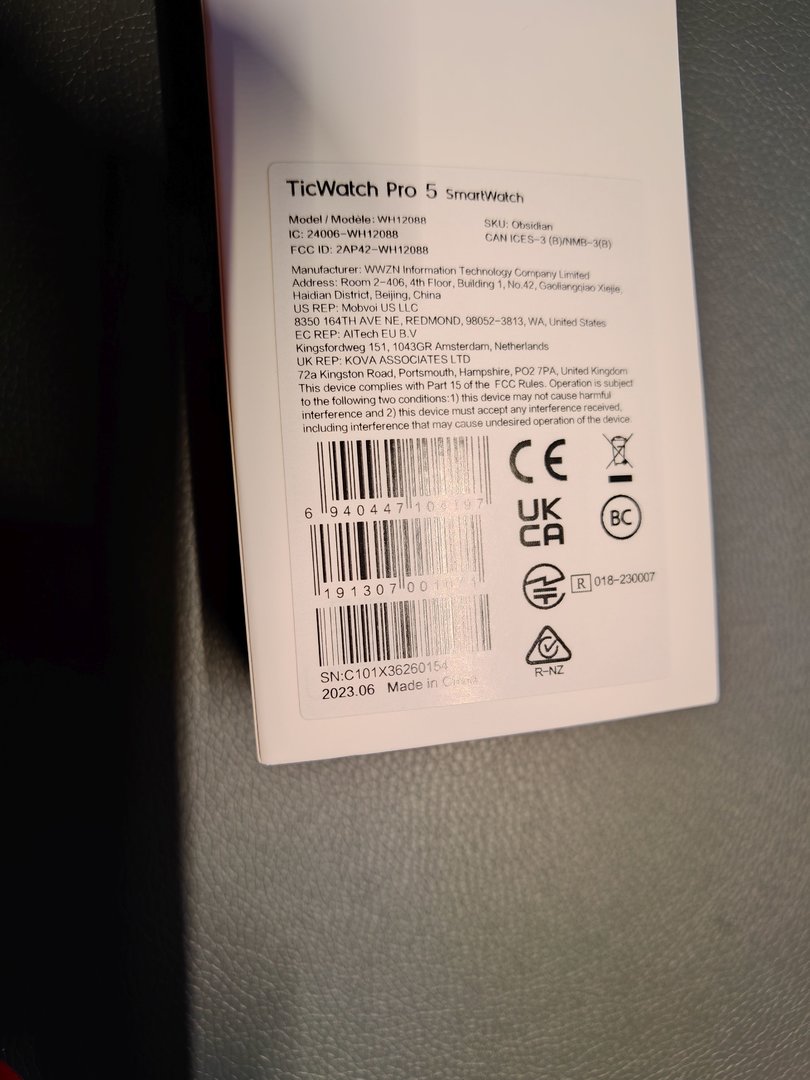 TicWatch Pro 5 SmartWatch
Model / Modèle: WH12088
SKU: Obsidian
IC: 24006-WH12088
CAN ICES-3 (B)/NMB-3(B)
FCC ID: 2AP42-WH12088
Manufacturer: WWZN Information Technology Company Limited
Address: Room 2-406, 4th Floor, Building 1, No.42, Gaoliangqiao Xiejie,
Haidian District, Beijing, China
US REP: Mobvoi US LLC
8350 164TH AVE NE, REDMOND, 98052-3813, WA, United States
EC REP: AITech EU B.V
Kingsfordweg 151, 1043GR Amsterdam, Netherlands
UK REP: KOVA ASSOCIATES LTD
72a Kingston Road, Portsmouth, Hampshire, PO2 7PA, United Kingdom
This device complies with Part 15 of the FCC Rules. Operation is subject
to the following two conditions:1) this device may not cause harmful
interference and 2) this device must accept any interference received,
including interference that may cause undesired operation of the device.
CE
6 940447
UK
CA
BC
191307
R 018-230007
SN:C101X36260154
R-NZ
2023.06 Made in China